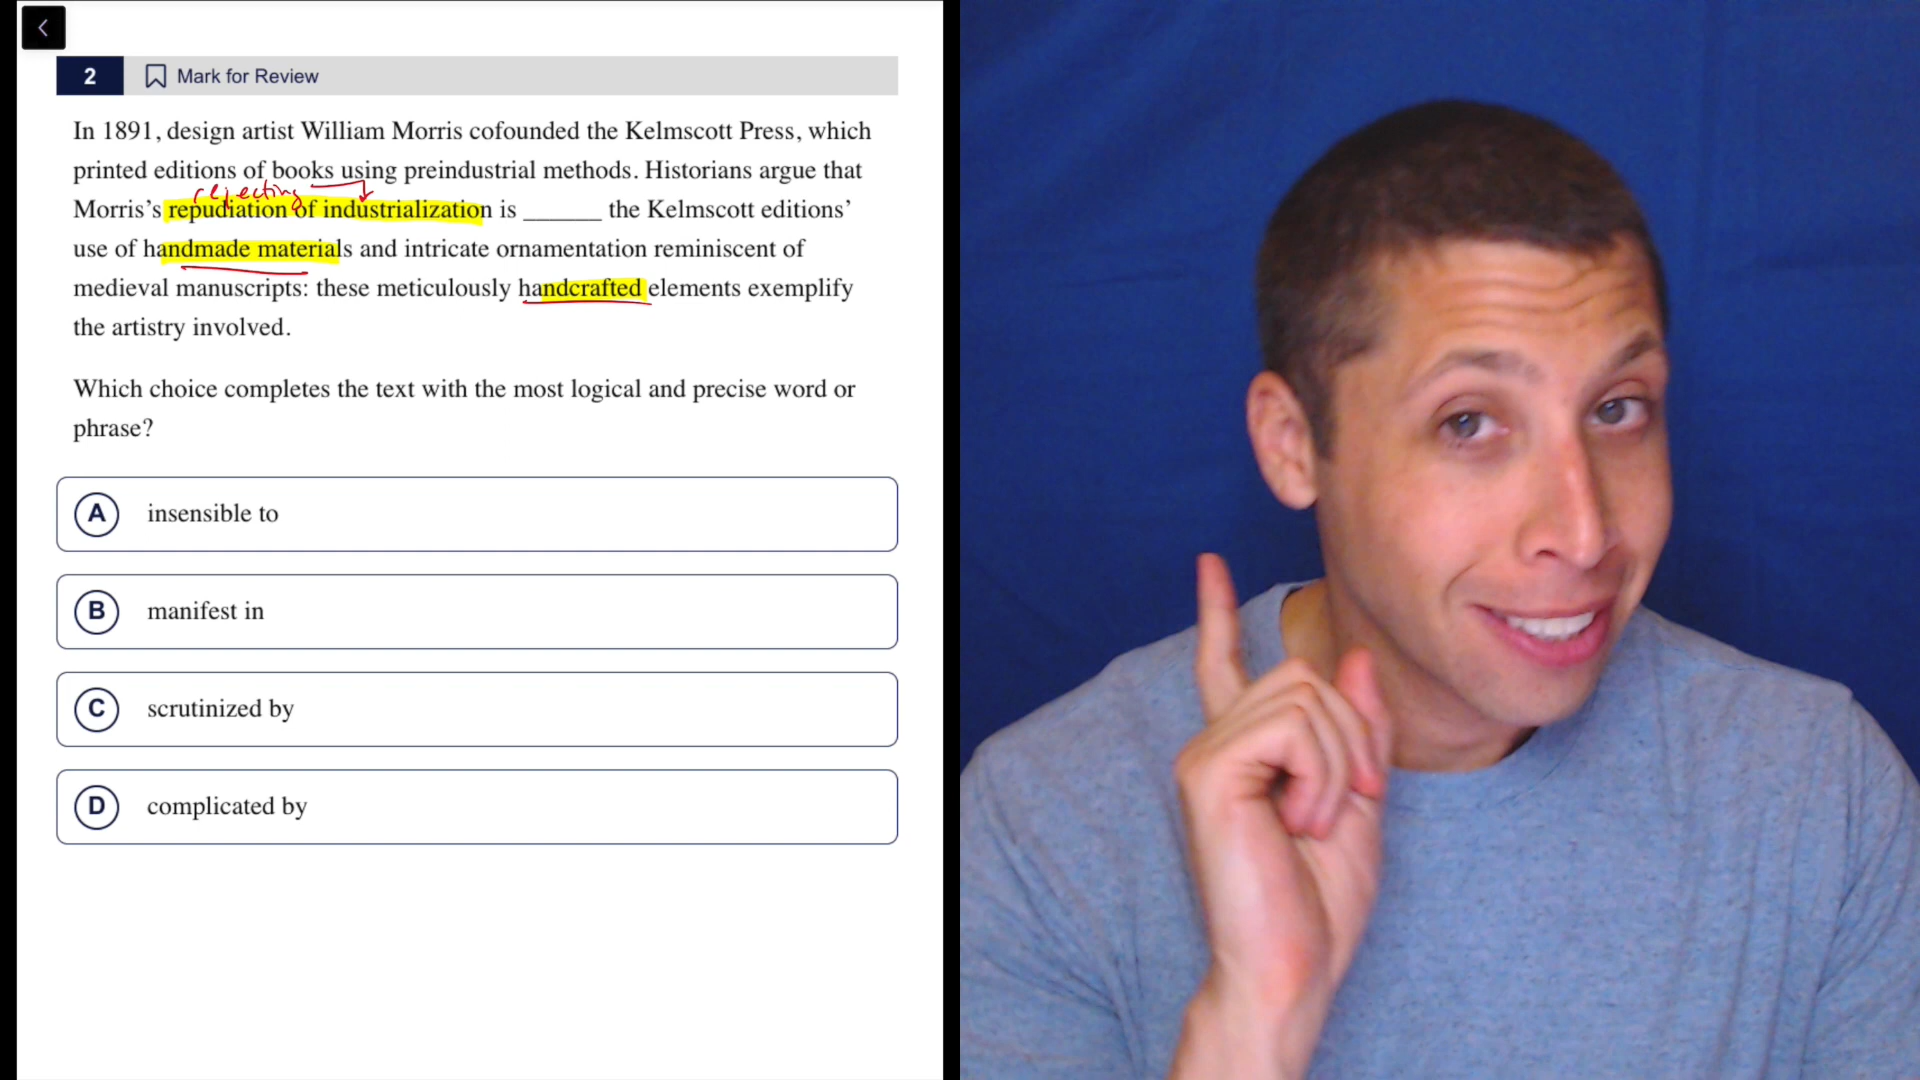 2 Mark for Review
In 1891, design artist William Morris cofounded the Kelmscott Press, which
printed editions of books using preindustrial methods. Historians argue that
rejecting
Morris’s repudiation of industrialization is ______ the Kelmscott editions’
use of handmade materials and intricate ornamentation reminiscent of
medieval manuscripts: these meticulously handcrafted elements exemplify
the artistry involved.
Which choice completes the text with the most logical and precise word or
phrase?
A insensible to
B manifest in
C scrutinized by
D complicated by